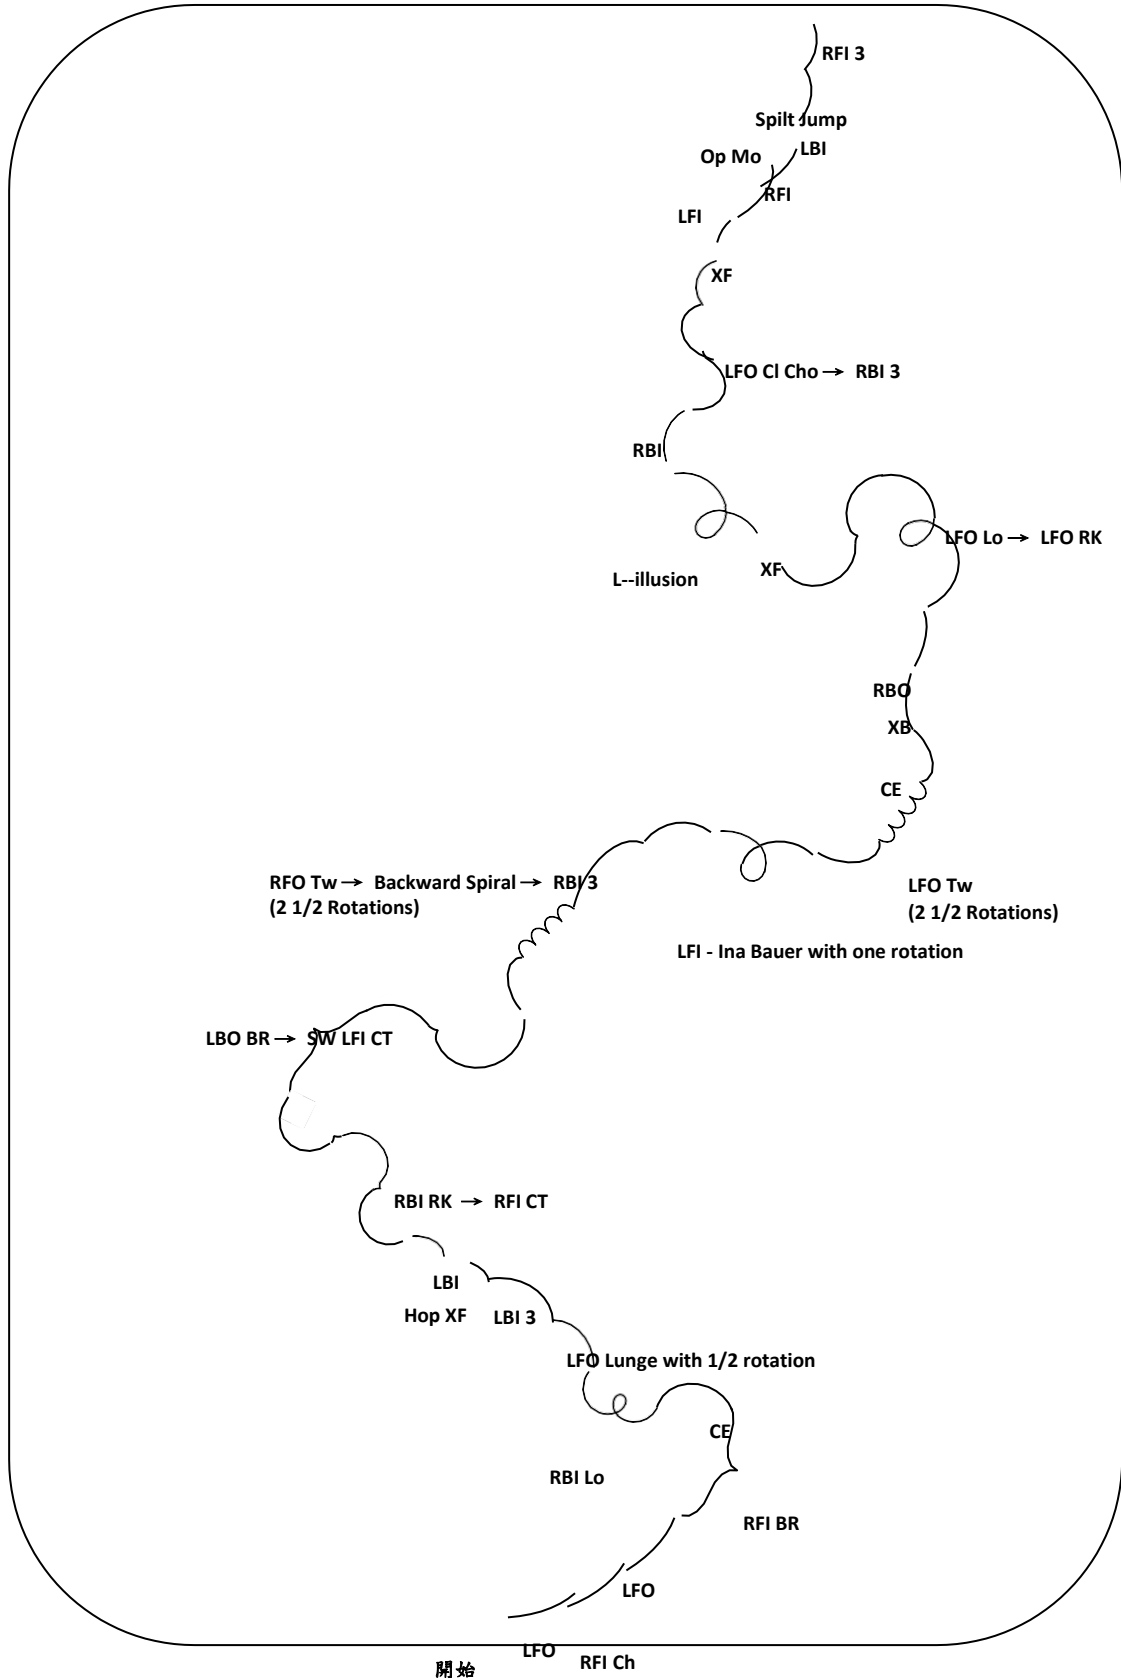 RFI 3
Spilt Jump
Op Mo
LBI
RFI
LFI
XF
LFO Cl Cho → RBI 3
RBI
LFO Lo → LFO RK
XF
L--illusion
RBO
XB
CE
RFO Tw → Backward Spiral → RBI 3
(2 1/2 Rotations)
LFO Tw
(2 1/2 Rotations)
LFI - Ina Bauer with one rotation
LBO BR → SW LFI CT
RBI RK → RFI CT
LBI
Hop XF
LBI 3
LFO Lunge with 1/2 rotation
CE
RBI Lo
RFI BR
LFO
LFO
RFI Ch
開始